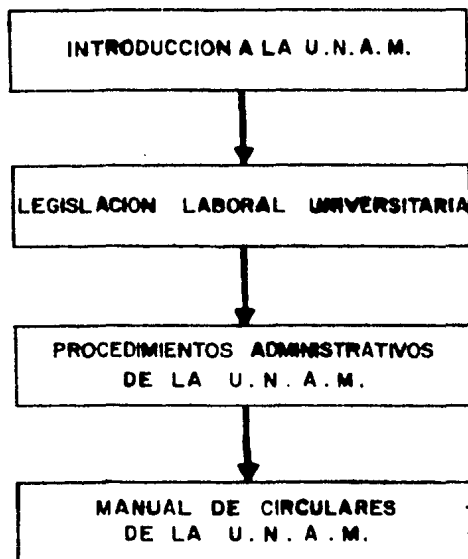 INTRODUCCION A LA U.N.A.M.
LEGISLACION LABORAL UNIVERSITARIA
PROCEDIMIENTOS ADMINISTRATIVOS
DE LA U.N.A.M.
MANUAL DE CIRCULARES
DE LA U.N.A.M.